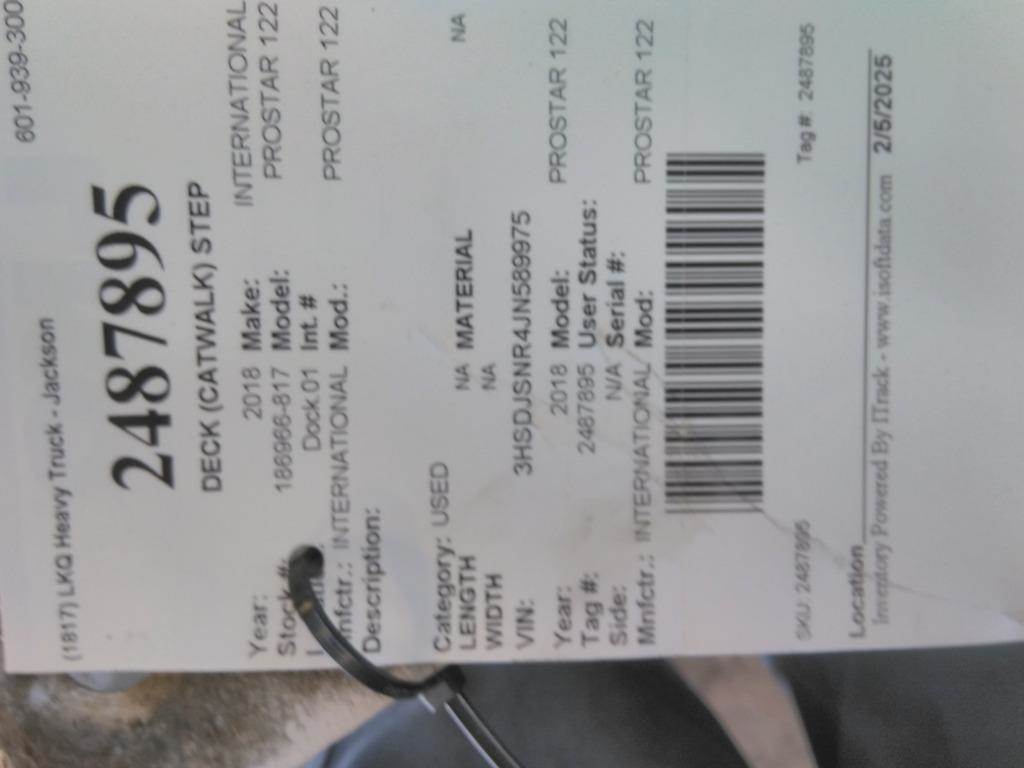 (1817) LKQ Heavy Truck - Jackson 601-939-300
2487895
DECK (CATWALK) STEP
Year: 2018 Make: INTERNATIONAL
Stock #: 186966-817 Model: PROSTAR 122
Dock.01 Int. #
Mnfctr.: INTERNATIONAL Mod.: PROSTAR 122
Description:
Category: USED
LENGTH NA MATERIAL NA
WIDTH NA
VIN: 3HSDJSNR4JN589975
Year: 2018 Model: PROSTAR 122
Tag #: 2487895 User Status:
Side: N/A Serial #:
Mnfctr.: INTERNATIONAL Mod: PROSTAR 122
SKU: 2487895 Tag #: 2487895
Location
Inventory Powered By ITrack - www.isoftdata.com 2/5/2025